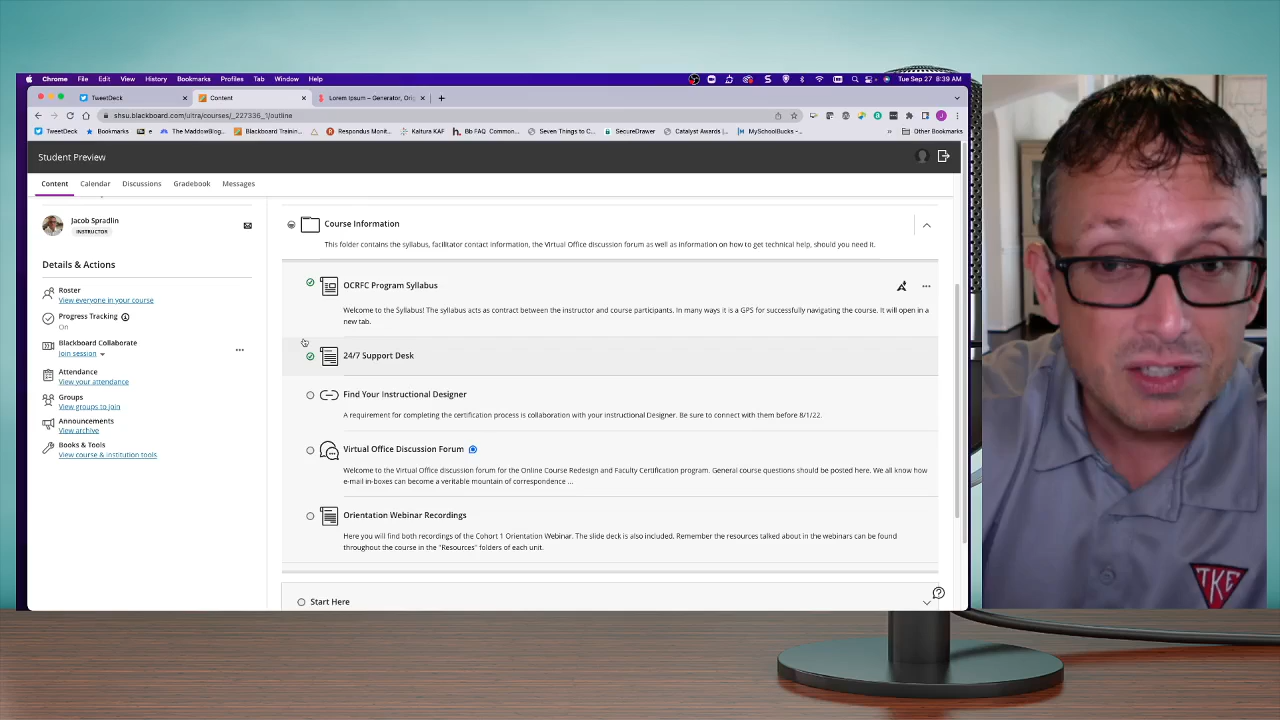 Chrome File Edit View History Bookmarks Profiles Tab Window Help
Tue Sep 27 8:39 AM
TweetDeck
Content
Lorem Ipsum – Generator, Orig
shsu.blackboard.com/ultra/courses/_227336_1/outline
TweetDeck
Bookmarks
The MaddowBlog...
Blackboard Trainin...
Respondus Monit...
Kaltura KAF
Bb FAQ Common...
Seven Things to C...
SecureDrawer
Catalyst Awards |...
MySchoolBucks
»
Other Bookmarks
Student Preview
Content Calendar Discussions Gradebook Messages
Jacob Spradlin
INSTRUCTOR
Details & Actions
Roster
View everyone in your course
Progress Tracking
On
Blackboard Collaborate
Join session
Attendance
View your attendance
Groups
View groups to join
Announcements
View archive
Books & Tools
View course & institution tools
Course Information
This folder contains the syllabus, facilitator contact information, the Virtual Office discussion forum as well as information on how to get technical help, should you need it.
OCRFC Program Syllabus
Welcome to the Syllabus! The syllabus acts as contract between the instructor and course participants. In many ways it is a GPS for successfully navigating the course. It will open in a
new tab.
24/7 Support Desk
Find Your Instructional Designer
A requirement for completing the certification process is collaboration with your instructional Designer. Be sure to connect with them before 8/1/22.
Virtual Office Discussion Forum
Welcome to the Virtual Office discussion forum for the Online Course Redesign and Faculty Certification program. General course questions should be posted here. We all know how
e-mail in-boxes can become a veritable mountain of correspondence ...
Orientation Webinar Recordings
Here you will find both recordings of the Cohort 1 Orientation Webinar. The slide deck is also included. Remember the resources talked about in the webinars can be found
throughout the course in the "Resources" folders of each unit.
Start Here
TKE